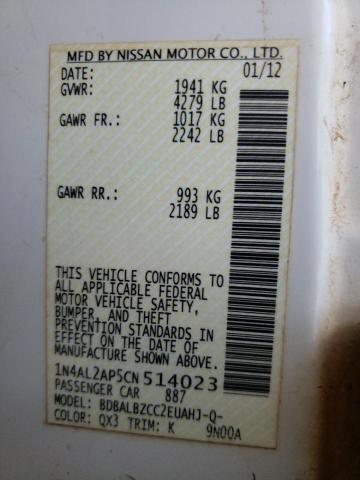 MFD BY NISSAN MOTOR CO., LTD.
DATE: 01/12
GVWR: 1941 KG
4279 LB
GAWR FR.: 1017 KG
2242 LB
GAWR RR.: 993 KG
2189 LB
THIS VEHICLE CONFORMS TO
ALL APPLICABLE FEDERAL
MOTOR VEHICLE SAFETY,
BUMPER, AND THEFT
PREVENTION STANDARDS IN
EFFECT ON THE DATE OF
MANUFACTURE SHOWN ABOVE.
1N4AL2AP5CN514023
PASSENGER CAR 887
MODEL: BDBALBZCC2EUAHJ-Q-
COLOR: QX3 TRIM: K 9N00A